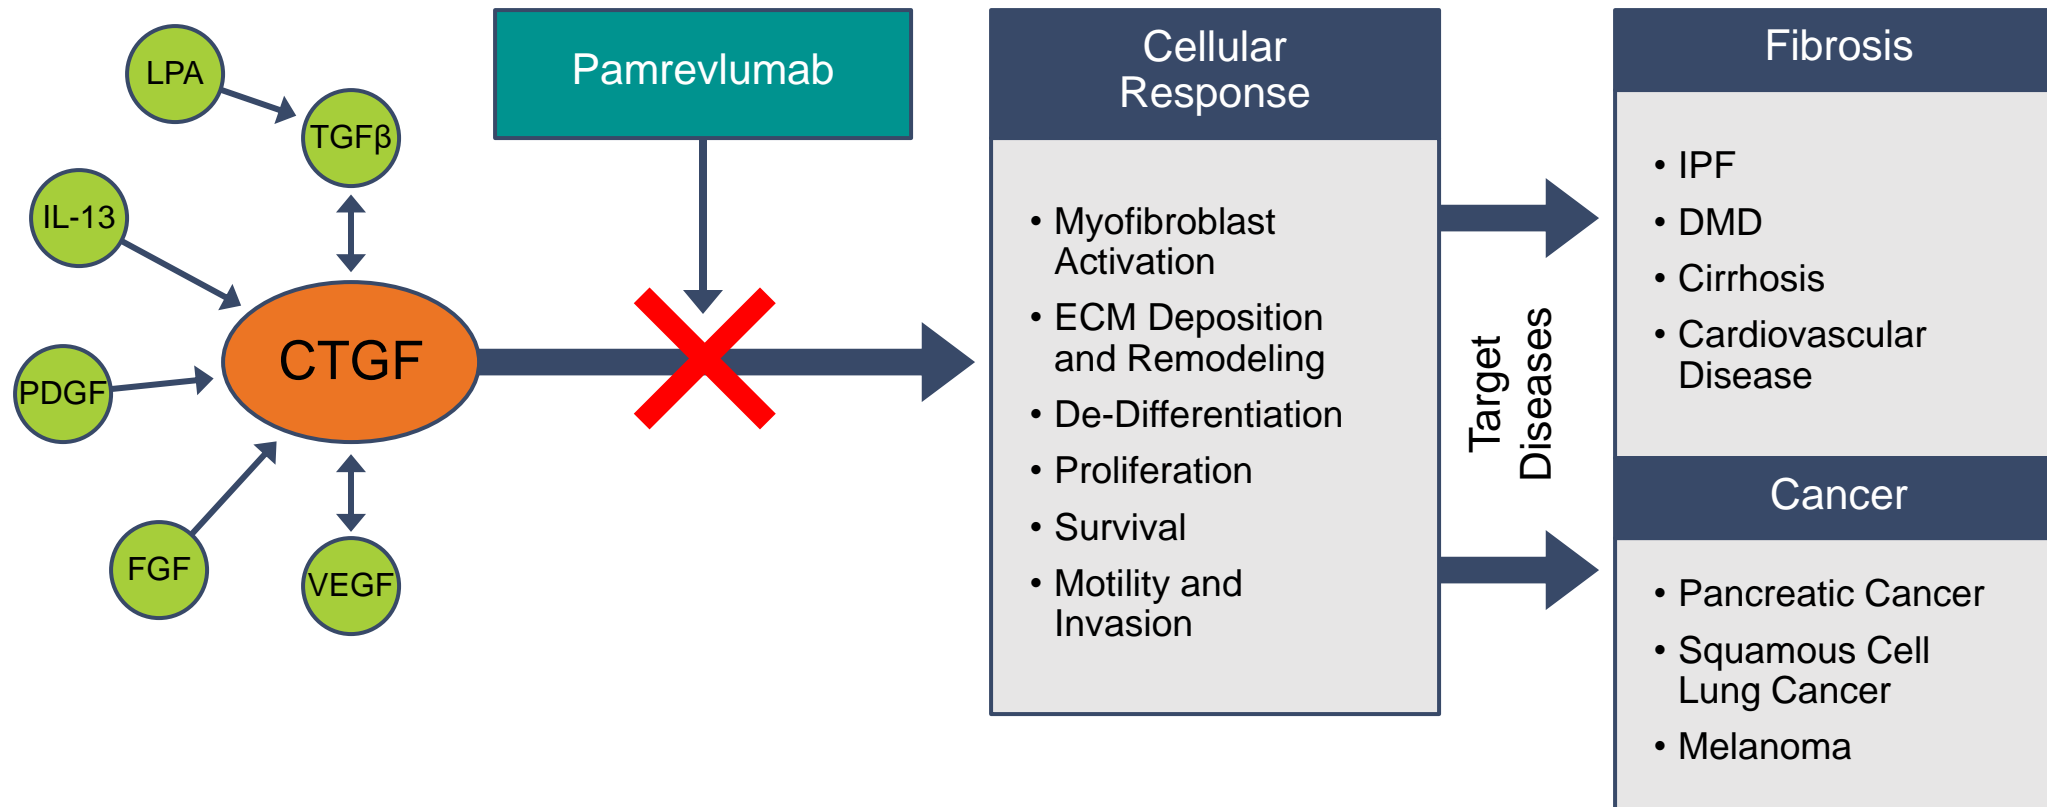 LPA
TGFβ
IL-13
PDGF
FGF
VEGF
CTGF
Pamrevlumab
Cellular
Response
• Myofibroblast
Activation
• ECM Deposition
and Remodeling
• De-Differentiation
• Proliferation
• Survival
• Motility and
Invasion
Target
Diseases
Fibrosis
• IPF
• DMD
• Cirrhosis
• Cardiovascular
Disease
Cancer
• Pancreatic Cancer
• Squamous Cell
Lung Cancer
• Melanoma